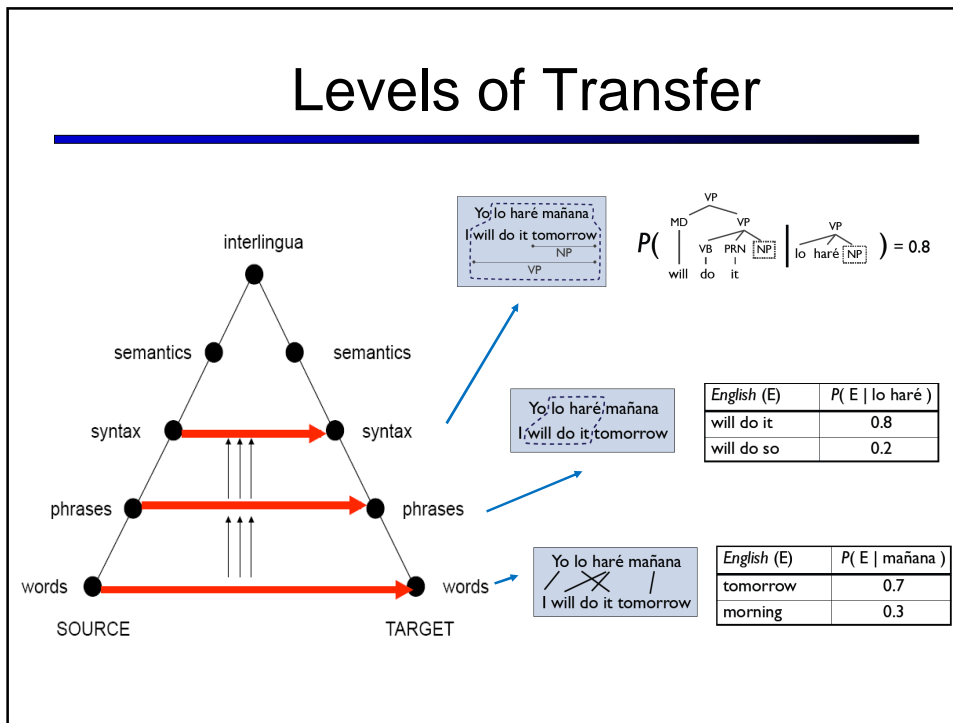 Levels of Transfer
interlingua
semantics semantics
syntax syntax
phrases phrases
words words
SOURCE TARGET
Yo lo haré mañana
I will do it tomorrow
NP
VP
VP VP
MD VP
P( VB PRN NP | lo haré NP ) = 0.8
will do it
Yo lo haré mañana
I will do it tomorrow
English (E) P( E | lo haré )
will do it 0.8
will do so 0.2
Yo lo haré mañana
I will do it tomorrow
English (E) P( E | mañana )
tomorrow 0.7
morning 0.3